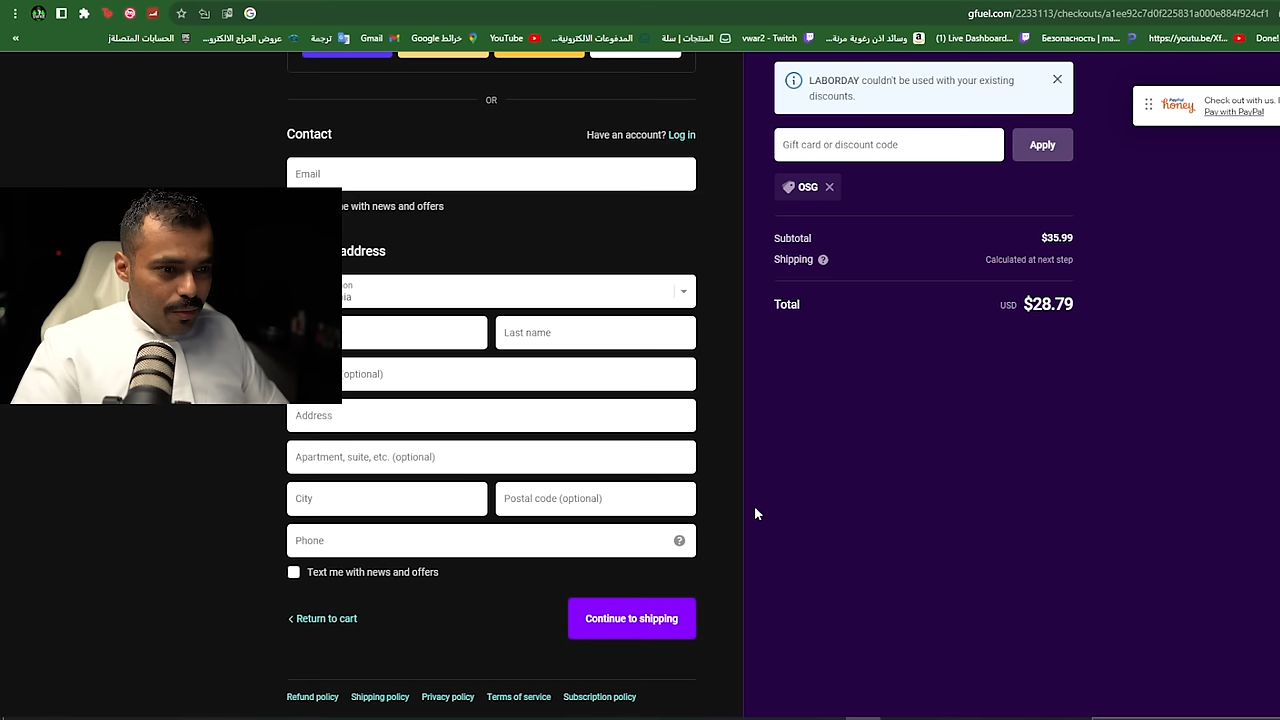 gfuel.com/2233113/checkouts/a1ee92c7d0f225831a000e884f924cf1
« الحسابات المتصلة عروض الحراج الالكترو... ترجمة Gmail خرائط Google YouTube المدفوعات الالكترونية... المنتجات | سلة vwar2 - Twitch وسائد اذن رغوية مرنة... (1) Live Dashboard... Безопасность | ma... https://youtu.be/Xf... Done!
LABORDAY couldn't be used with your existing
discounts.
Check out with us.
Pay with PayPal
PayPal
honey
OR
Contact
Have an account? Log in
Gift card or discount code
Apply
Email
OSG
e with news and offers
Subtotal
$35.99
address
Shipping
Calculated at next step
on
ia
Total
USD $28.79
Last name
(optional)
Address
Apartment, suite, etc. (optional)
City
Postal code (optional)
Phone
Text me with news and offers
Return to cart
Continue to shipping
Refund policy
Shipping policy
Privacy policy
Terms of service
Subscription policy